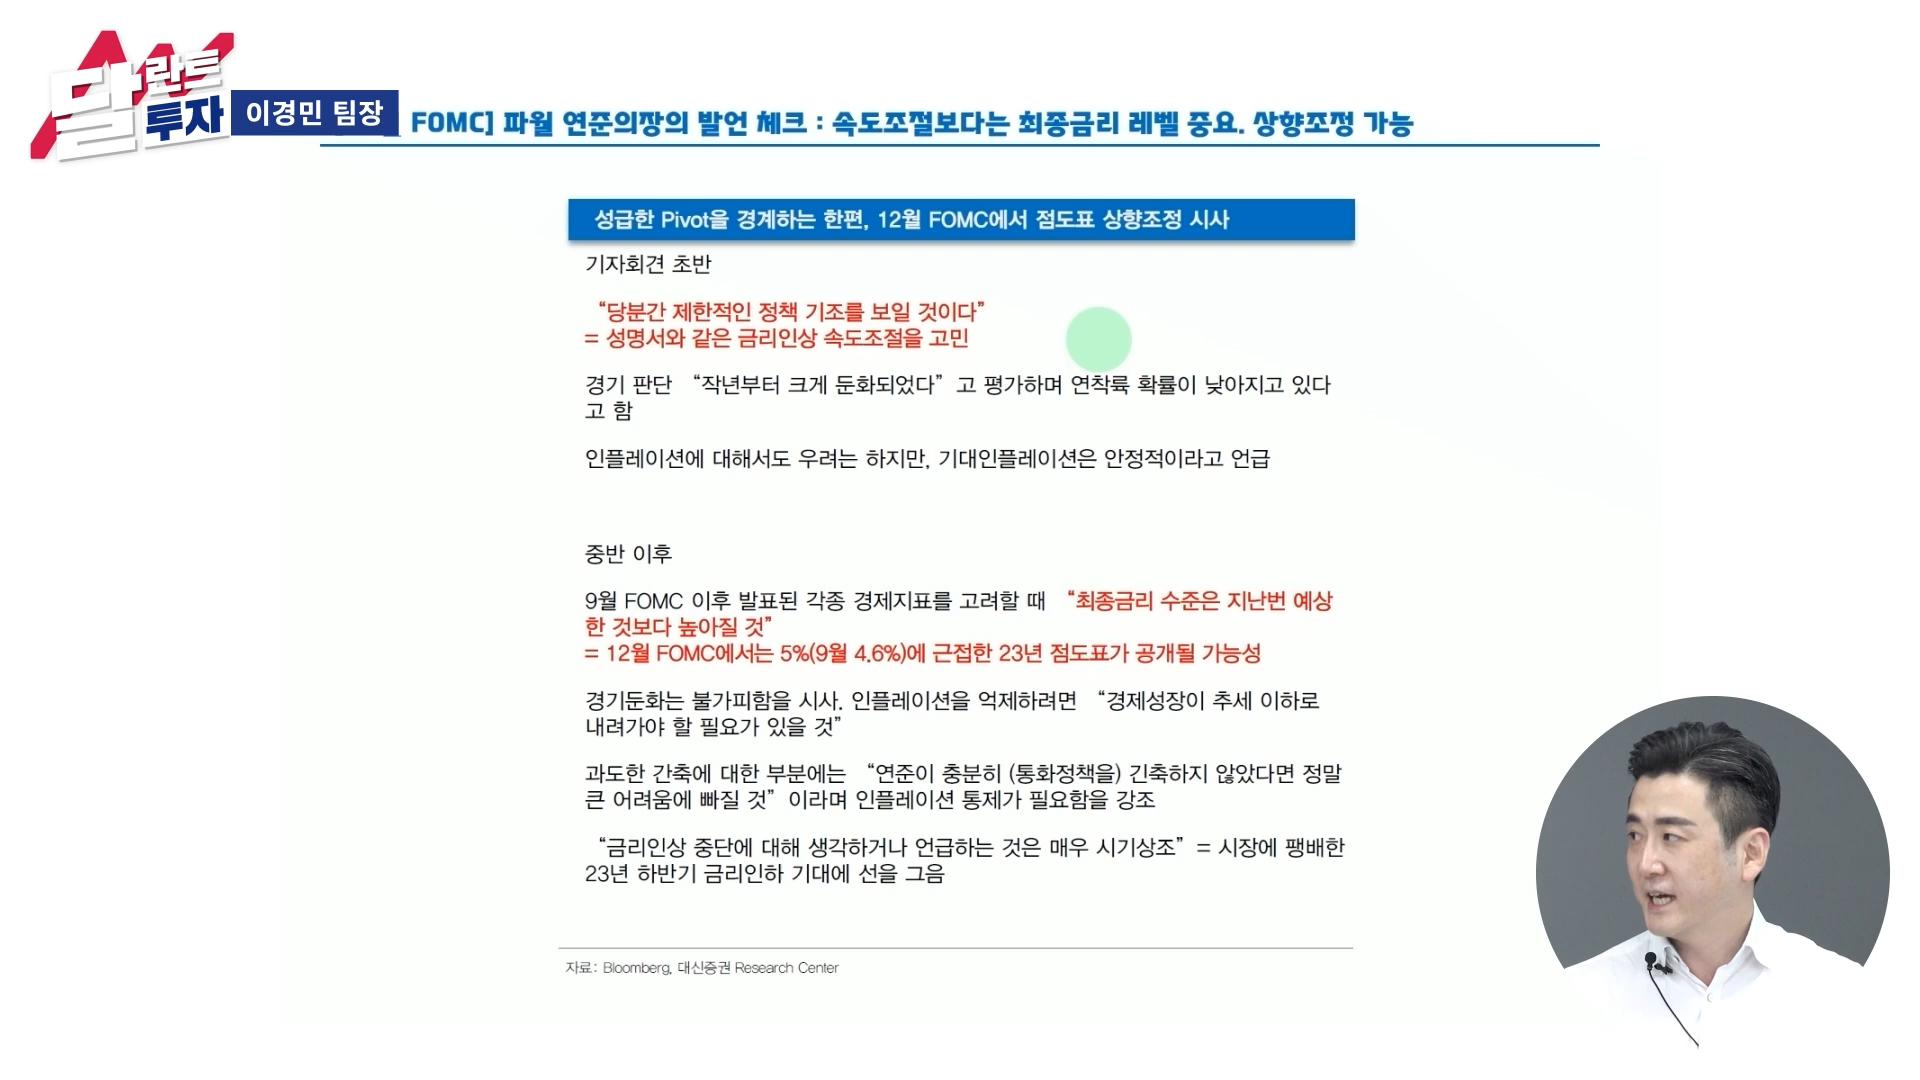 달란트
투자
이경민 팀장
FOMC] 파월 연준의장의 발언 체크 : 속도조절보다는 최종금리 레벨 중요. 상향조정 가능
성급한 Pivot을 경계하는 한편, 12월 FOMC에서 점도표 상향조정 시사
기자회견 초반
“당분간 제한적인 정책 기조를 보일 것이다”
= 성명서와 같은 금리인상 속도조절을 고민
경기 판단 “작년부터 크게 둔화되었다” 고 평가하며 연착륙 확률이 낮아지고 있다
고 함
인플레이션에 대해서도 우려는 하지만, 기대인플레이션은 안정적이라고 언급
중반 이후
9월 FOMC 이후 발표된 각종 경제지표를 고려할 때 “최종금리 수준은 지난번 예상
한 것보다 높아질 것”
= 12월 FOMC에서는 5%(9월 4.6%)에 근접한 23년 점도표가 공개될 가능성
경기둔화는 불가피함을 시사. 인플레이션을 억제하려면 “경제성장이 추세 이하로
내려가야 할 필요가 있을 것”
과도한 간축에 대한 부분에는 “연준이 충분히 (통화정책을) 긴축하지 않았다면 정말
큰 어려움에 빠질 것” 이라며 인플레이션 통제가 필요함을 강조
“금리인상 중단에 대해 생각하거나 언급하는 것은 매우 시기상조” = 시장에 팽배한
23년 하반기 금리인하 기대에 선을 그음
자료: Bloomberg, 대신증권 Research Center